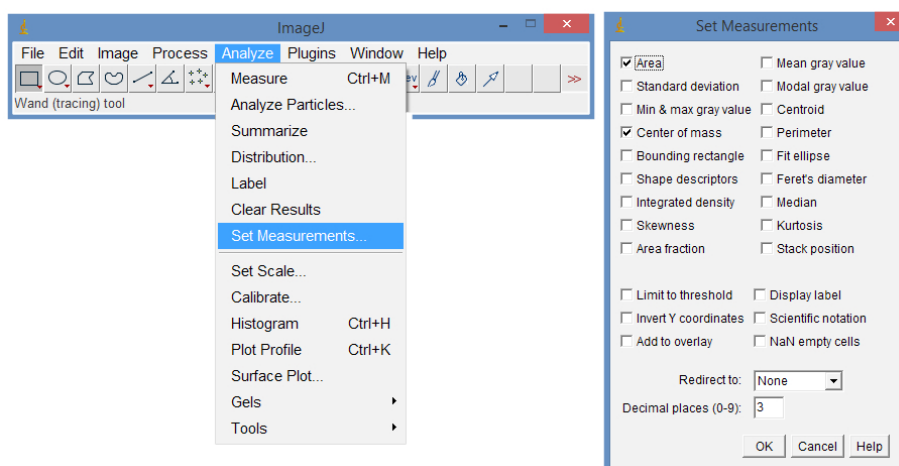 ImageJ
File Edit Image Process Analyze Plugins Window Help
Wand (tracing) tool
Measure Ctrl+M
Analyze Particles...
Summarize
Distribution...
Label
Clear Results
Set Measurements...
Set Scale...
Calibrate...
Histogram Ctrl+H
Plot Profile Ctrl+K
Surface Plot...
Gels
Tools
Set Measurements
Area Mean gray value
Standard deviation Modal gray value
Min & max gray value Centroid
Center of mass Perimeter
Bounding rectangle Fit ellipse
Shape descriptors Feret's diameter
Integrated density Median
Skewness Kurtosis
Area fraction Stack position
Limit to threshold Display label
Invert Y coordinates Scientific notation
Add to overlay NaN empty cells
Redirect to: None
Decimal places (0-9): 3
OK Cancel Help